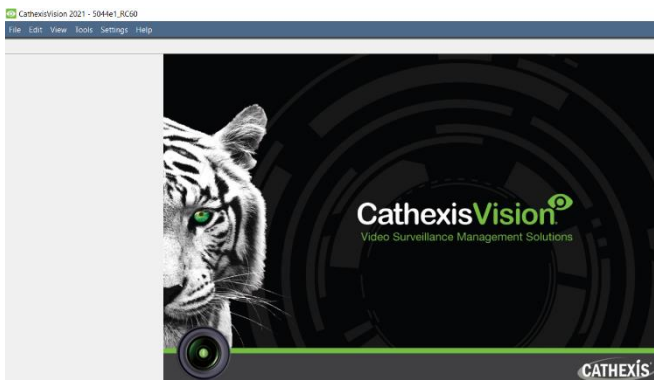 CathexisVision 2021 - 5044e1_RC60
File Edit View Tools Settings Help
CathexisVision
Video Surveillance Management Solutions
CATHEXIS